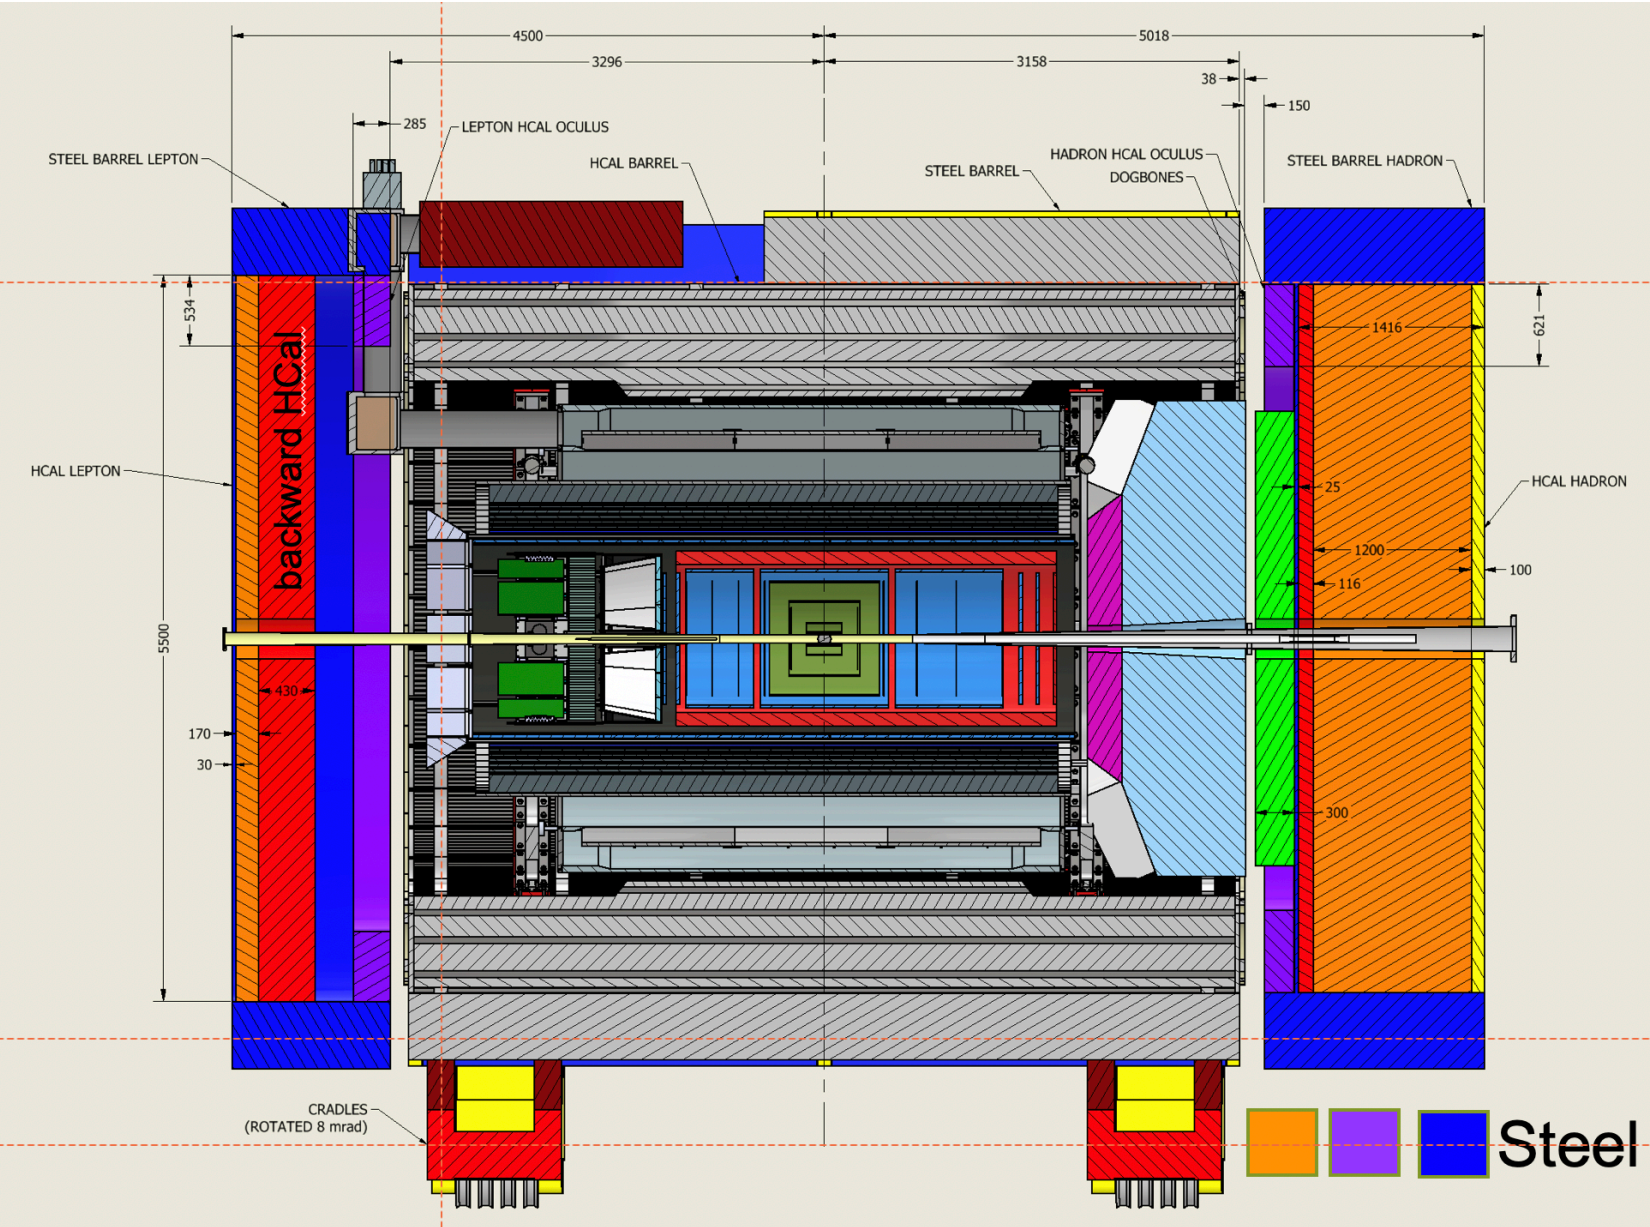 4500
5018
3296
3158
38
150
285
LEPTON HCAL OCULUS
STEEL BARREL LEPTON
HCAL BARREL
STEEL BARREL
HADRON HCAL OCULUS
DOGBONES
STEEL BARREL HADRON
534
621
1416
backward HCal
HCAL LEPTON
25
HCAL HADRON
1200
100
116
5500
430
170
30
300
CRADLES
(ROTATED 8 mrad)
Steel